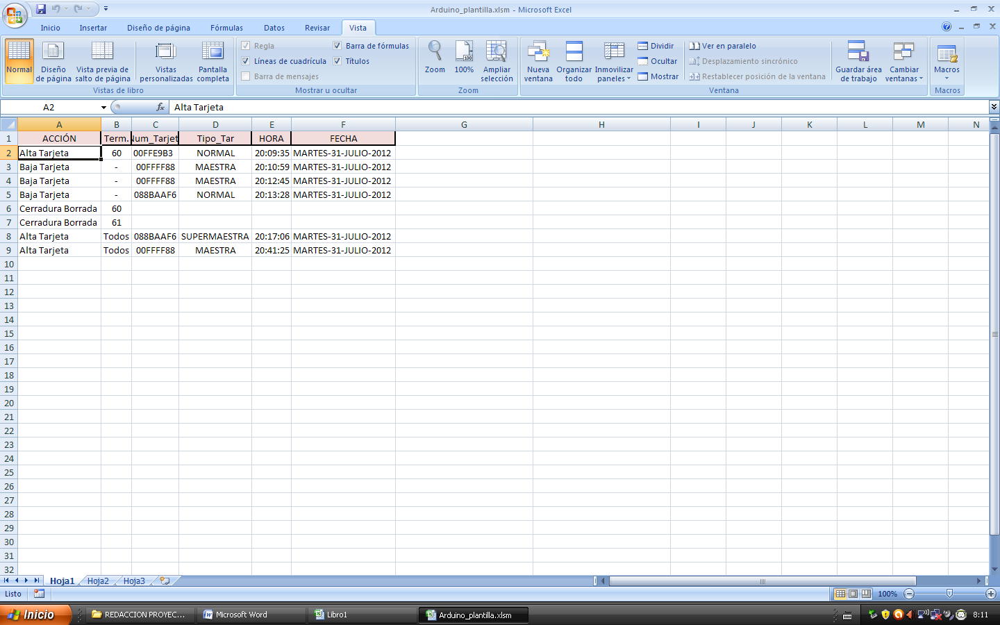 Arduino_plantilla.xlsm - Microsoft Excel
Inicio Insertar Diseño de página Fórmulas Datos Revisar Vista
Normal Diseño de página Vista previa de salto de página Vistas personalizadas Pantalla completa
Vistas de libro
Regla Barra de fórmulas
Líneas de cuadrícula Títulos
Barra de mensajes
Mostrar u ocultar
Zoom 100% Ampliar selección
Zoom
Nueva ventana Organizar todo Inmovilizar paneles
Dividir Ver en paralelo
Ocultar Desplazamiento sincrónico
Mostrar Restablecer posición de la ventana
Guardar área de trabajo Cambiar ventanas
Ventana
Macros
Macros
A2 fx Alta Tarjeta
A B C D E F G H I J K L M N
1 ACCIÓN Term. Num_Tarjet Tipo_Tar HORA FECHA
2 Alta Tarjeta 60 00FFE9B3 NORMAL 20:09:35 MARTES-31-JULIO-2012
3 Baja Tarjeta - 00FFFF88 MAESTRA 20:10:59 MARTES-31-JULIO-2012
4 Baja Tarjeta - 00FFFF88 MAESTRA 20:12:45 MARTES-31-JULIO-2012
5 Baja Tarjeta - 088BAAF6 NORMAL 20:13:28 MARTES-31-JULIO-2012
6 Cerradura Borrada 60
7 Cerradura Borrada 61
8 Alta Tarjeta Todos 088BAAF6 SUPERMAESTRA 20:17:06 MARTES-31-JULIO-2012
9 Alta Tarjeta Todos 00FFFF88 MAESTRA 20:41:25 MARTES-31-JULIO-2012
10
11
12
13
14
15
16
17
18
19
20
21
22
23
24
25
26
27
28
29
30
31
32
Hoja1 Hoja2 Hoja3
Listo 100%
Inicio REDACCION PROYEC... Microsoft Word Libro1 Arduino_plantilla.xlsm 8:11